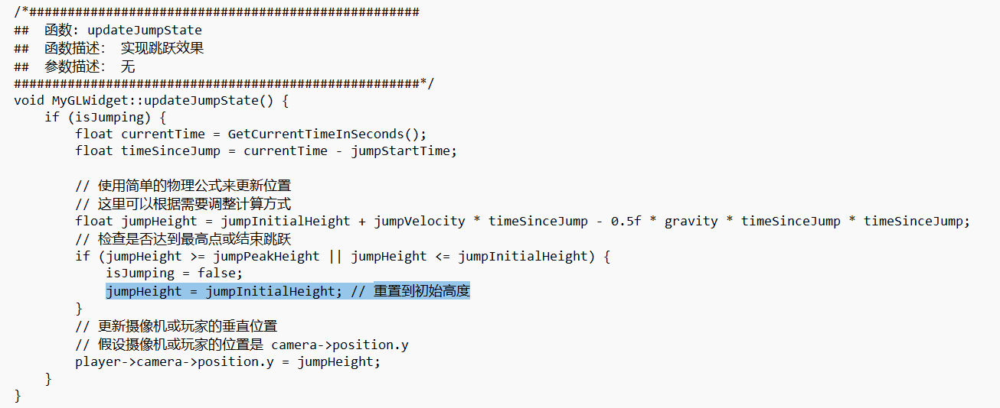 /*###################################################
##  函数: updateJumpState
##  函数描述:  实现跳跃效果
##  参数描述:  无
#####################################################*/
void MyGLWidget::updateJumpState() {
    if (isJumping) {
        float currentTime = GetCurrentTimeInSeconds();
        float timeSinceJump = currentTime - jumpStartTime;

        // 使用简单的物理公式来更新位置
        // 这里可以根据需要调整计算方式
        float jumpHeight = jumpInitialHeight + jumpVelocity * timeSinceJump - 0.5f * gravity * timeSinceJump * timeSinceJump;
        // 检查是否达到最高点或结束跳跃
        if (jumpHeight >= jumpPeakHeight || jumpHeight <= jumpInitialHeight) {
            isJumping = false;
            jumpHeight = jumpInitialHeight; // 重置到初始高度
        }
        // 更新摄像机或玩家的垂直位置
        // 假设摄像机或玩家的位置是 camera->position.y
        player->camera->position.y = jumpHeight;
    }
}